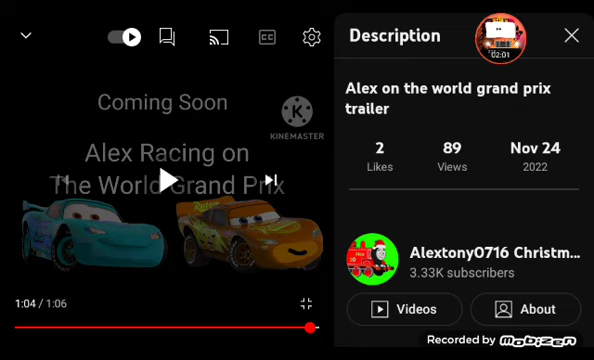 Description
02:01
Alex on the world grand prix
trailer
2
89
Nov 24
Likes
Views
2022
Coming Soon
K
KINEMASTER
Alex Racing on
The World Grand Prix
Alextony0716 Christm...
3.33K subscribers
Videos
About
1:04 / 1:06
Recorded by mobizen